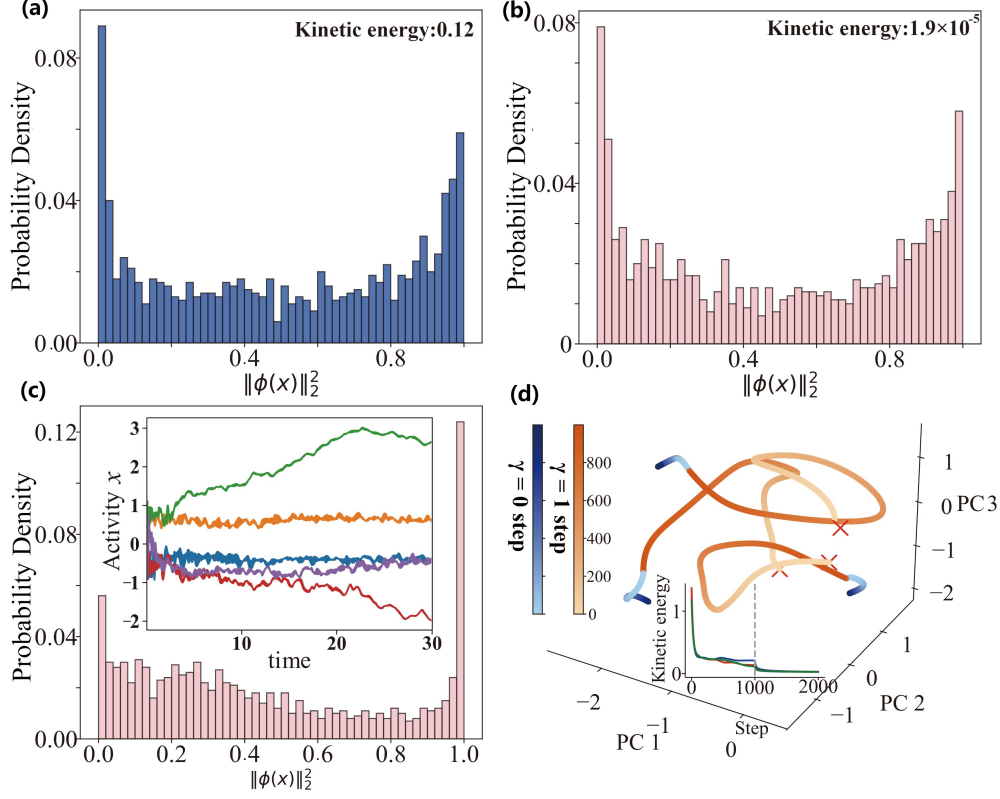 (a)
Kinetic energy:0.12
Probability Density
0.08
0.04
0.00
0.0 0.4 0.8
‖ϕ(x)‖₂²
(b)
Kinetic energy:1.9×10⁻⁵
Probability Density
0.08
0.04
0
0.0 0.4 0.8
‖ϕ(x)‖₂²
(c)
Probability Density
0.12
0.08
0.04
0.00
0.0 0.2 0.4 0.6 0.8 1.0
‖ϕ(x)‖₂²
Activity x
3
2
1
0
−1
−2
10 20 30
time
(d)
γ = 0 step
γ = 1 step
800
600
400
200
0
1
0
−1
−2
PC3
1
0
−1
PC 2
−2
−1
0
PC 1
Kinetic energy
1
0
0 1000 2000
Step